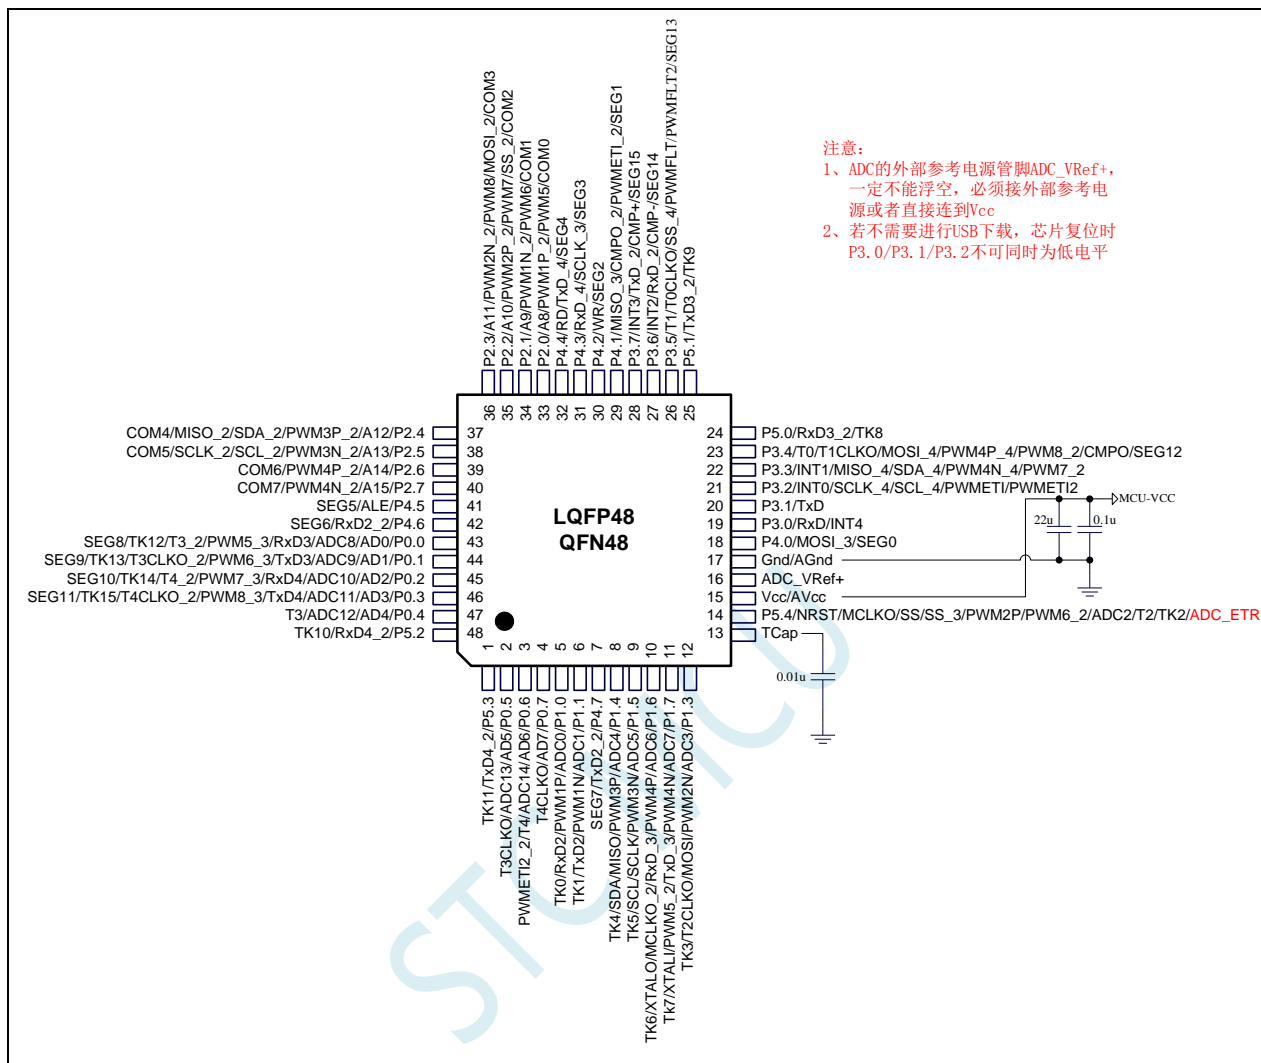 P2.3/A11/PWM2N_2/PWM8/MOSI_2/COM3
P2.2/A10/PWM2P_2/PWM7/SS_2/COM2
P2.1/A9/PWM1N_2/PWM6/COM1
P2.0/A8/PWM1P_2/PWM5/COM0
P4.4/RD/TxD_4/SEG4
P4.3/RxD_4/SCLK_3/SEG3
P4.2/WR/SEG2
P4.1/MISO_3/CMPO_2/PWMETI_2/SEG1
P3.7/INT3/TxD_2/CMP+/SEG15
P3.6/INT2/RxD_2/CMP-/SEG14
P3.5/T1/T0CLKO/SS_4/PWMFLT/PWMFLT2/SEG13
P5.1/TxD3_2/TK9
注意：
1、ADC的外部参考电源管脚ADC_VRef+，
一定不能浮空，必须接外部参考电
源或者直接连到Vcc
2、若不需要进行USB下载，芯片复位时
P3.0/P3.1/P3.2不可同时为低电平
36 35 34 33 32 31 30 29 28 27 26 25
COM4/MISO_2/SDA_2/PWM3P_2/A12/P2.4 37
COM5/SCLK_2/SCL_2/PWM3N_2/A13/P2.5 38
COM6/PWM4P_2/A14/P2.6 39
COM7/PWM4N_2/A15/P2.7 40
SEG5/ALE/P4.5 41
SEG6/RxD2_2/P4.6 42
SEG8/TK12/T3_2/PWM5_3/RxD3/ADC8/AD0/P0.0 43
SEG9/TK13/T3CLKO_2/PWM6_3/TxD3/ADC9/AD1/P0.1 44
SEG10/TK14/T4_2/PWM7_3/RxD4/ADC10/AD2/P0.2 45
SEG11/TK15/T4CLKO_2/PWM8_3/TxD4/ADC11/AD3/P0.3 46
T3/ADC12/AD4/P0.4 47
TK10/RxD4_2/P5.2 48
LQFP48
QFN48
24 P5.0/RxD3_2/TK8
23 P3.4/T0/T1CLKO/MOSI_4/PWM4P_4/PWM8_2/CMPO/SEG12
22 P3.3/INT1/MISO_4/SDA_4/PWM4N_4/PWM7_2
21 P3.2/INT0/SCLK_4/SCL_4/PWMETI/PWMETI2
20 P3.1/TxD
19 P3.0/RxD/INT4
18 P4.0/MOSI_3/SEG0
17 Gnd/AGnd
16 ADC_VRef+
15 Vcc/AVcc
14 P5.4/NRST/MCLKO/SS/SS_3/PWM2P/PWM6_2/ADC2/T2/TK2/ADC_ETR
13 TCap
MCU-VCC
22u
0.1u
0.01u
1 2 3 4 5 6 7 8 9 10 11 12
TK11/TxD4_2/P5.3
T3CLKO/ADC13/AD5/P0.5
PWMETI2_2/T4/ADC14/AD6/P0.6
T4CLKO/AD7/P0.7
TK0/RxD2/PWM1P/ADC0/P1.0
TK1/TxD2/PWM1N/ADC1/P1.1
SEG7/TxD2_2/P4.7
TK4/SDA/MISO/PWM3P/ADC4/P1.4
TK5/SCL/SCLK/PWM3N/ADC5/P1.5
TK6/XTALO/MCLKO_2/RxD_3/PWM4P/ADC6/P1.6
Tk7/XTALI/PWM5_2/TxD_3/PWM4N/ADC7/P1.7
TK3/T2CLKO/MOSI/PWM2N/ADC3/P1.3
STCMCU